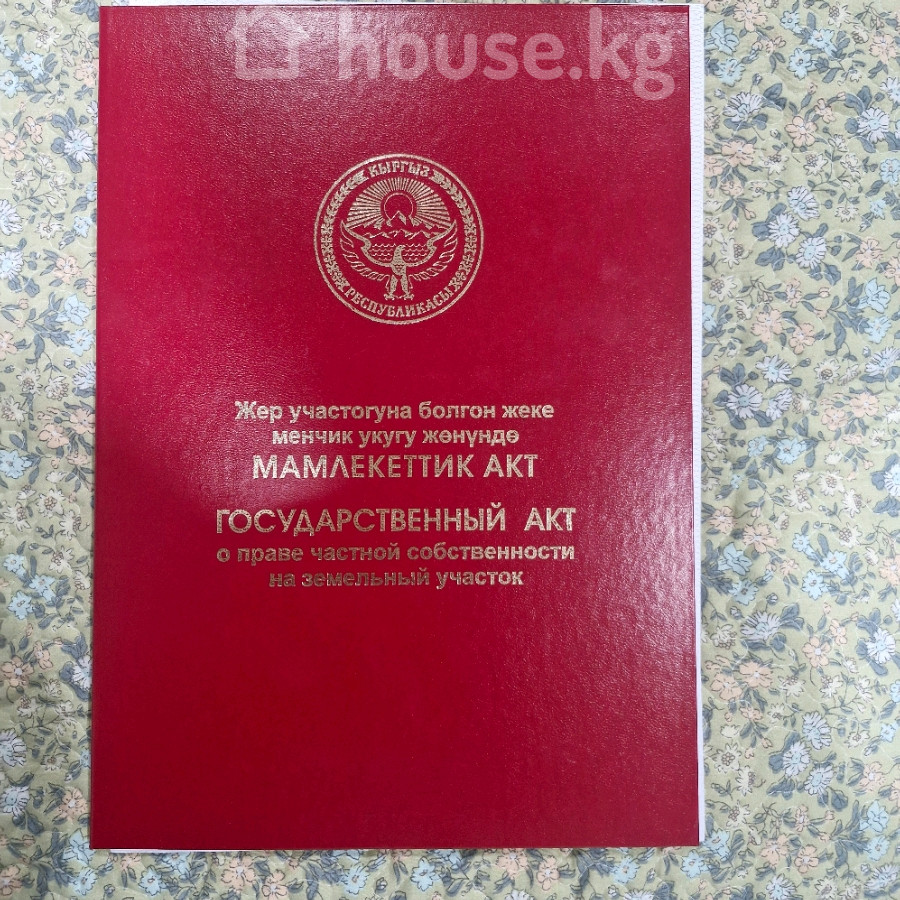 house.kg
КЫРГЫЗ
РЕСПУБЛИКАСЫ
Жер участогуна болгон жеке
менчик укугу жөнүндө
МАМЛЕКЕТТИК АКТ
ГОСУДАРСТВЕННЫЙ АКТ
о праве частной собственности
на земельный участок